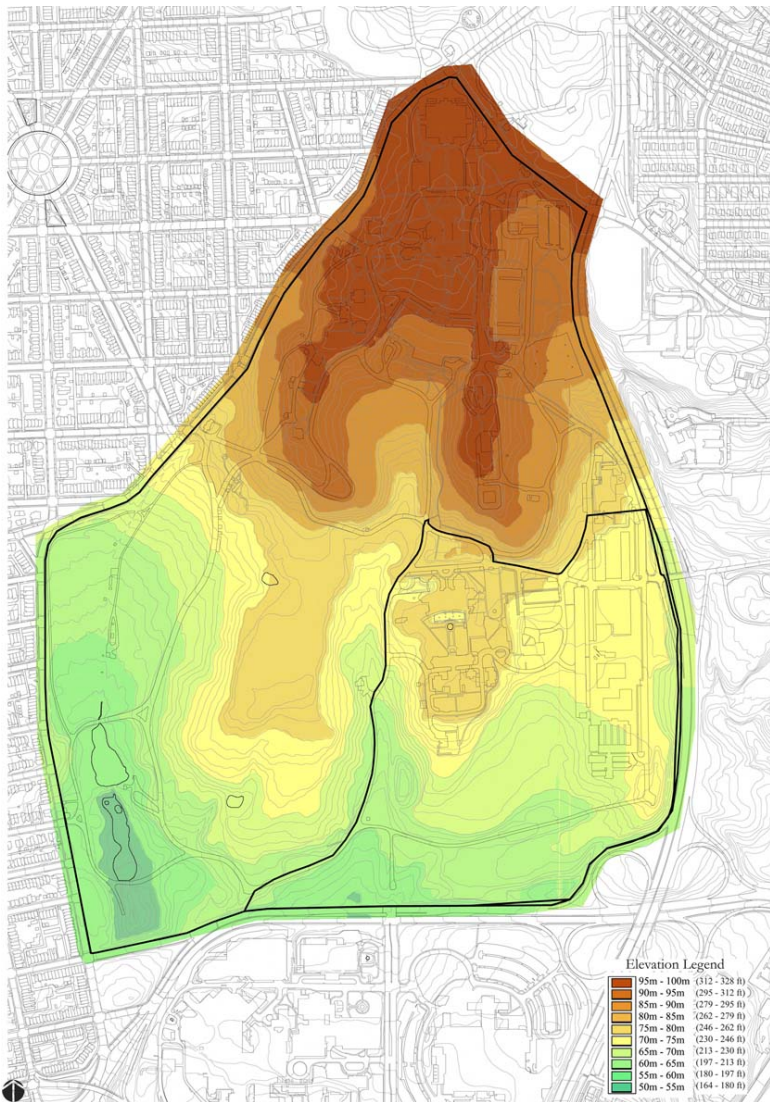 Elevation Legend
95m - 100m (312 - 328 ft)
90m - 95m (295 - 312 ft)
85m - 90m (279 - 295 ft)
80m - 85m (262 - 279 ft)
75m - 80m (246 - 262 ft)
70m - 75m (230 - 246 ft)
65m - 70m (213 - 230 ft)
60m - 65m (197 - 213 ft)
55m - 60m (180 - 197 ft)
50m - 55m (164 - 180 ft)